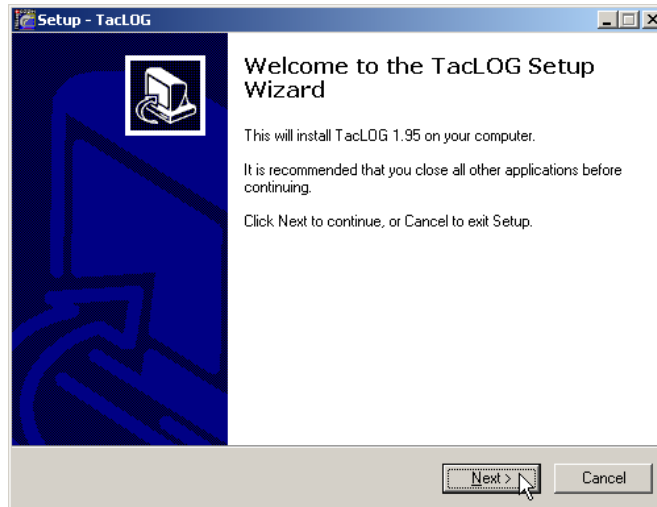 Setup - TacLOG
Welcome to the TacLOG Setup
Wizard
This will install TacLOG 1.95 on your computer.
It is recommended that you close all other applications before
continuing.
Click Next to continue, or Cancel to exit Setup.
Next >
Cancel